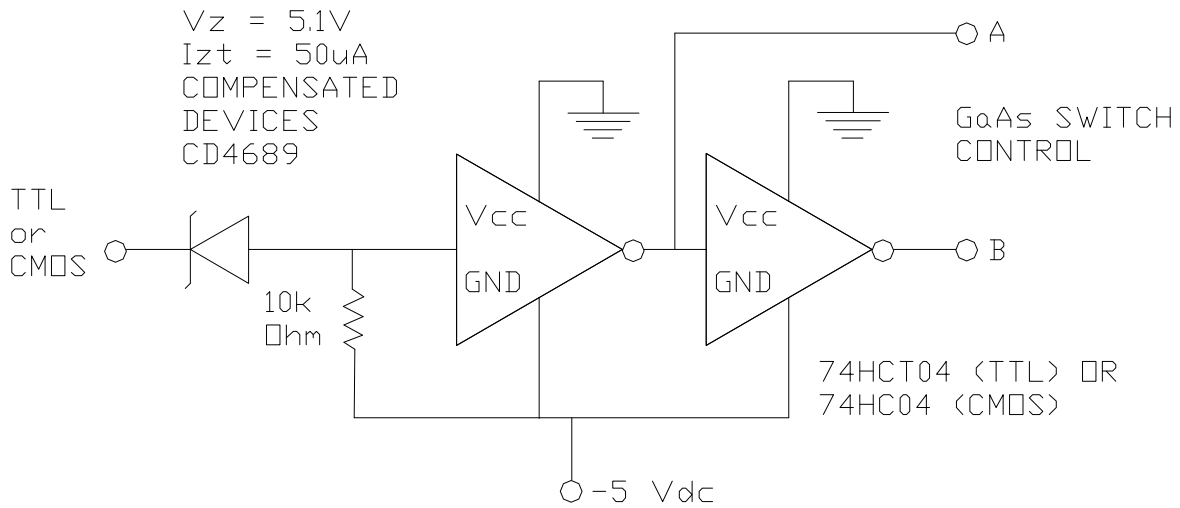 Vz = 5.1V
Izt = 50uA
COMPENSATED
DEVICES
CD4689
A
GaAs SWITCH
CONTROL
TTL
or
CMOS
Vcc
GND
Vcc
GND
B
10k
Ohm
74HCT04 (TTL) OR
74HC04 (CMOS)
-5 Vdc